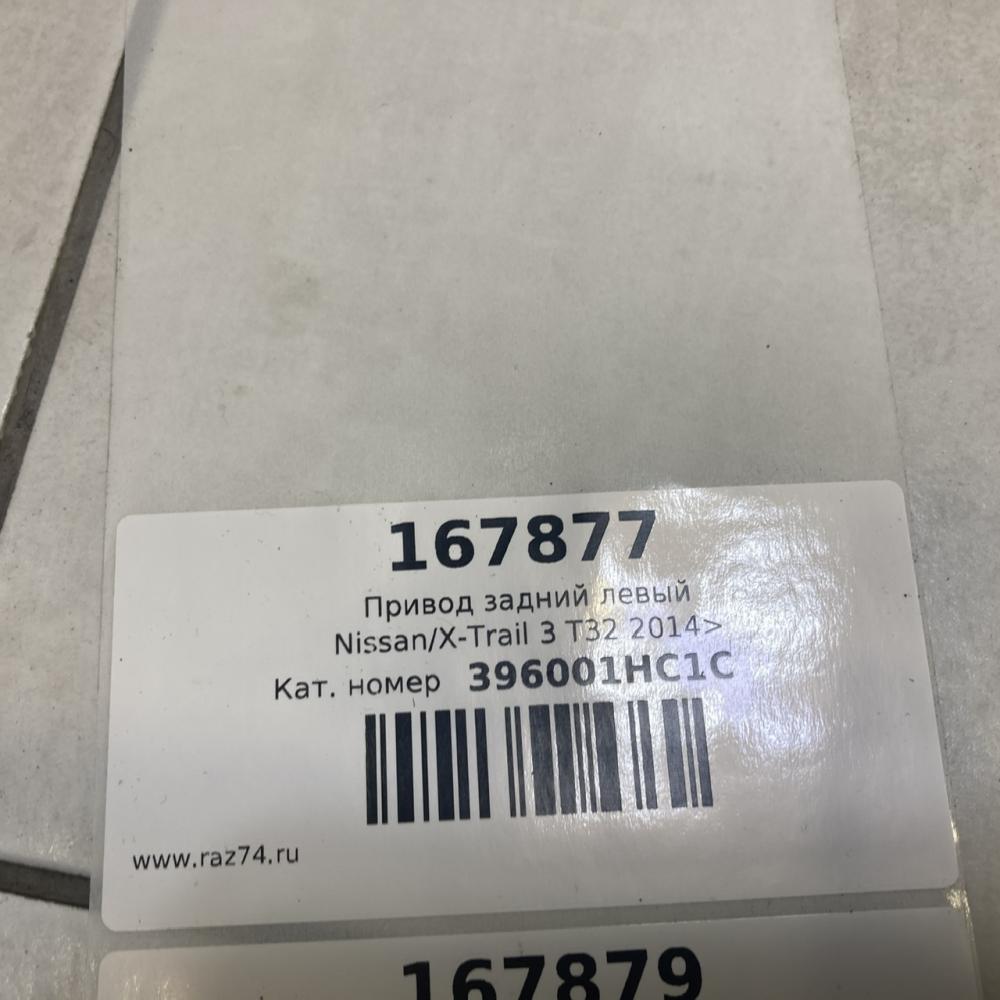 167877
Привод задний левый
Nissan/X-Trail 3 T32 2014>
Кат. номер 396001HC1C
www.raz74.ru
167879